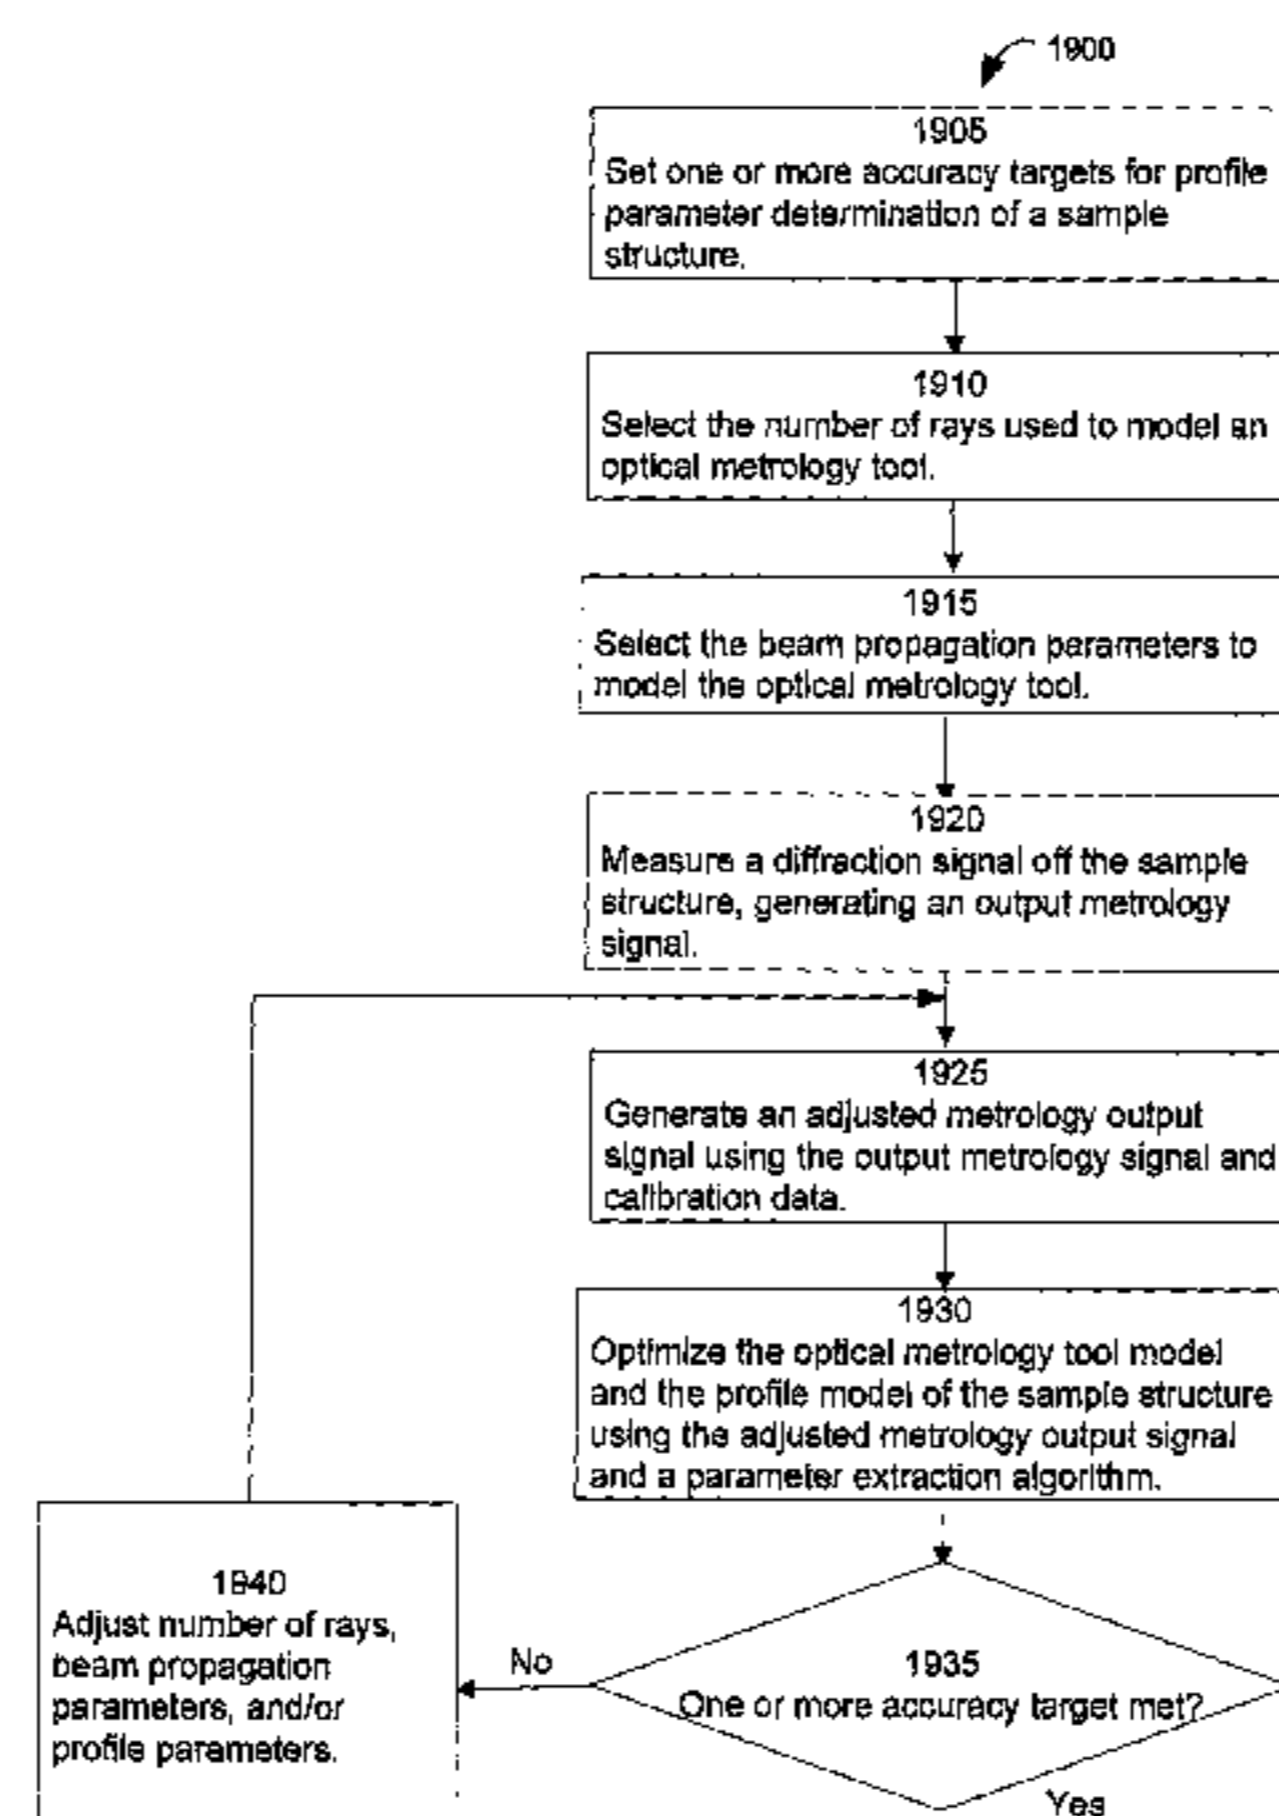 1900
1905
Set one or more accuracy targets for profile
parameter determination of a sample
structure.
1910
Select the number of rays used to model an
optical metrology tool.
1915
Select the beam propagation parameters to
model the optical metrology tool.
1920
Measure a diffraction signal off the sample
structure, generating an output metrology
signal.
1925
Generate an adjusted metrology output
signal using the output metrology signal and
calibration data.
1930
Optimize the optical metrology tool model
and the profile model of the sample structure
using the adjusted metrology output signal
and a parameter extraction algorithm.
1940
Adjust number of rays,
beam propagation
parameters, and/or
profile parameters.
No
1935
One or more accuracy target met?
Yes